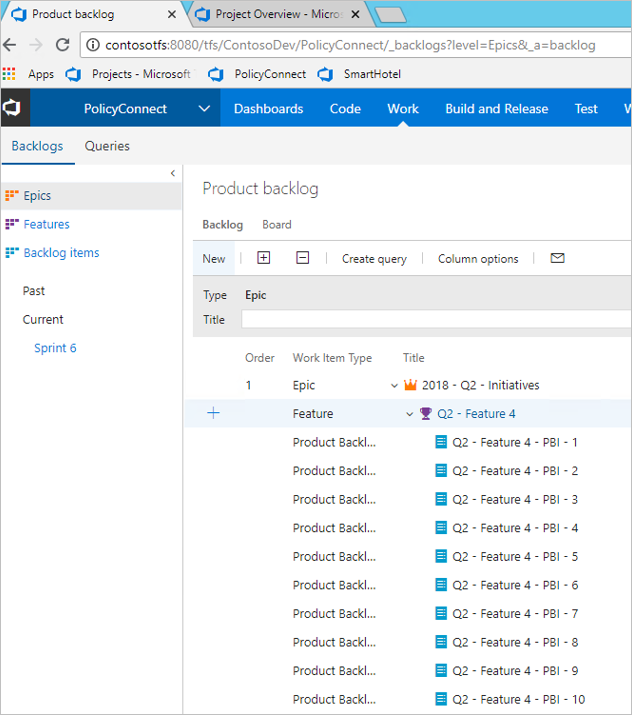 Product backlog
Project Overview - Micros
contosotfs:8080/tfs/ContosoDev/PolicyConnect/_backlogs?level=Epics&_a=backlog
Apps Projects - Microsoft PolicyConnect SmartHotel
PolicyConnect Dashboards Code Work Build and Release Test W
Backlogs Queries
Epics
Features
Backlog items
Past
Current
Sprint 6
Product backlog
Backlog Board
New Create query Column options
Type Epic
Title
Order Work Item Type Title
1 Epic 2018 - Q2 - Initiatives
Feature Q2 - Feature 4
Product Backl... Q2 - Feature 4 - PBI - 1
Product Backl... Q2 - Feature 4 - PBI - 2
Product Backl... Q2 - Feature 4 - PBI - 3
Product Backl... Q2 - Feature 4 - PBI - 4
Product Backl... Q2 - Feature 4 - PBI - 5
Product Backl... Q2 - Feature 4 - PBI - 6
Product Backl... Q2 - Feature 4 - PBI - 7
Product Backl... Q2 - Feature 4 - PBI - 8
Product Backl... Q2 - Feature 4 - PBI - 9
Product Backl... Q2 - Feature 4 - PBI - 10